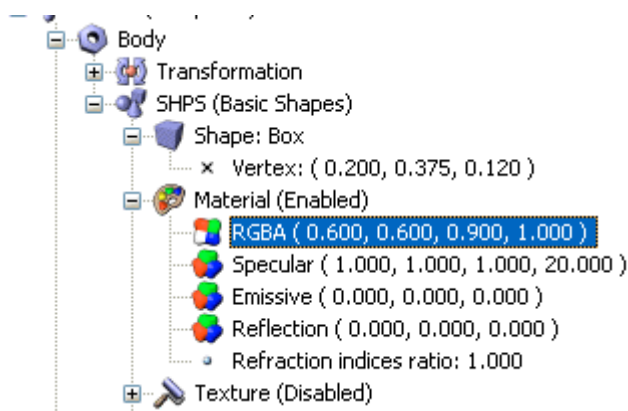 Body
Transformation
SHPS (Basic Shapes)
Shape: Box
Vertex: ( 0.200, 0.375, 0.120 )
Material (Enabled)
RGBA ( 0.600, 0.600, 0.900, 1.000 )
Specular ( 1.000, 1.000, 1.000, 20.000 )
Emissive ( 0.000, 0.000, 0.000 )
Reflection ( 0.000, 0.000, 0.000 )
Refraction indices ratio: 1.000
Texture (Disabled)